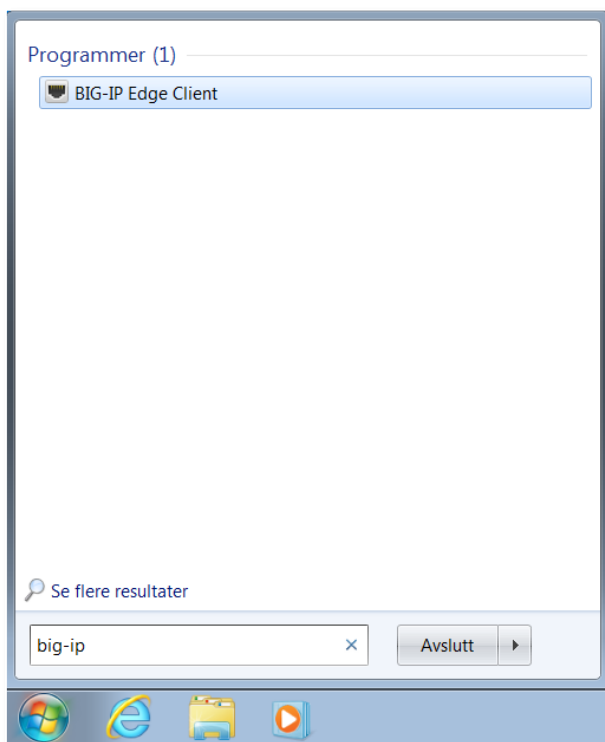 Programmer (1)
BIG-IP Edge Client
Se flere resultater
big-ip
Avslutt